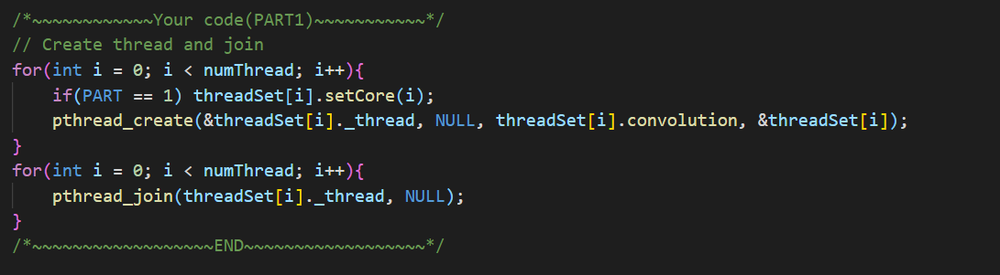 /*~~~~~~~~~~~~Your code(PART1)~~~~~~~~~~~*/
// Create thread and join
for(int i = 0; i < numThread; i++){
    if(PART == 1) threadSet[i].setCore(i);
    pthread_create(&threadSet[i]._thread, NULL, threadSet[i].convolution, &threadSet[i]);
}
for(int i = 0; i < numThread; i++){
    pthread_join(threadSet[i]._thread, NULL);
}
/*~~~~~~~~~~~~~~~~~~END~~~~~~~~~~~~~~~~~~*/